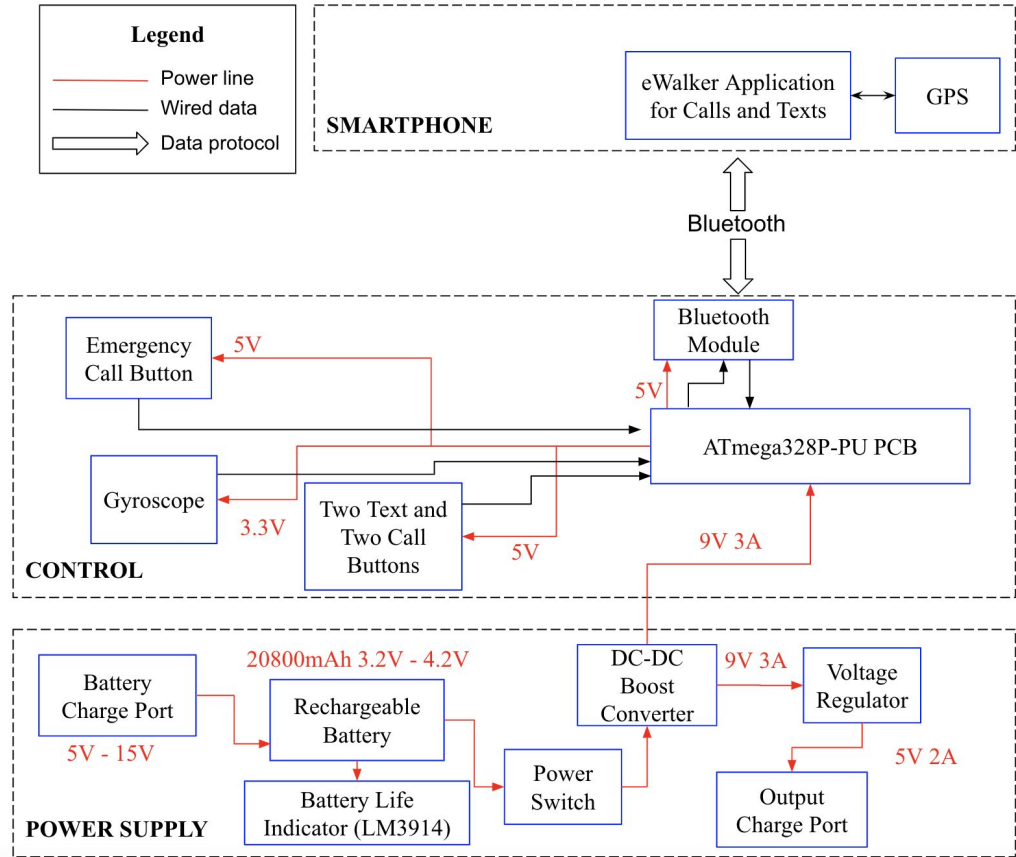 Legend
Power line
Wired data
Data protocol
eWalker Application
for Calls and Texts
GPS
SMARTPHONE
Bluetooth
Emergency
Call Button
5V
Bluetooth
Module
5V
ATmega328P-PU PCB
Gyroscope
3.3V
Two Text and
Two Call
Buttons
5V
9V 3A
CONTROL
Battery
Charge Port
5V - 15V
20800mAh 3.2V - 4.2V
Rechargeable
Battery
Battery Life
Indicator (LM3914)
Power
Switch
DC-DC
Boost
Converter
9V 3A
Voltage
Regulator
5V 2A
Output
Charge Port
POWER SUPPLY